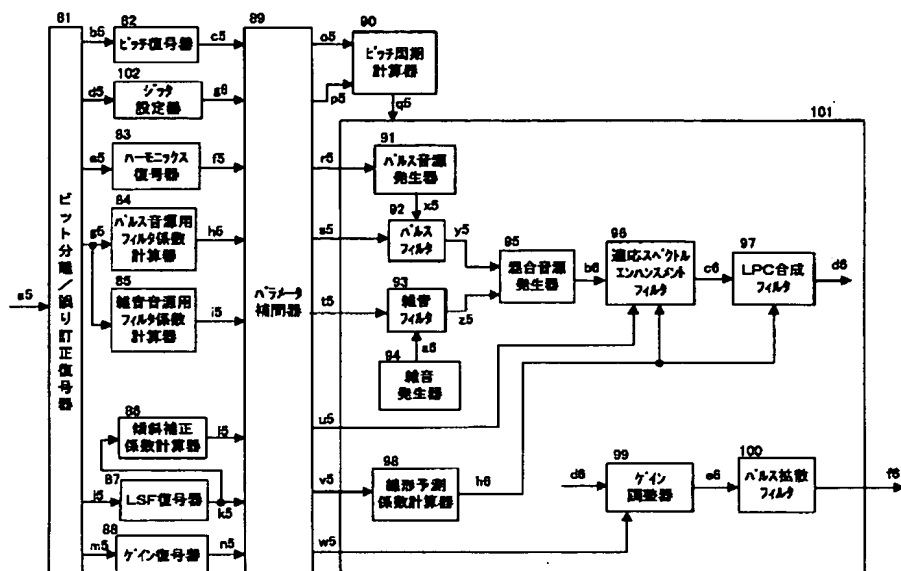 81
ビット分離/誤り訂正復号器
a5
b5
82
ピッチ復号器
c5
d5
102
ジッタ
設定器
g6
e5
83
ハーモニックス
復号器
f5
g5
84
パルス音源用
フィルタ係数
計算器
h5
85
雑音音源用
フィルタ係数
計算器
i5
86
傾斜補正
係数計算器
j5
87
l5
LSF復号器
k5
88
m5
ゲイン復号器
n5
89
パラメータ
補間器
o5
p5
90
ピッチ周期
計算器
q5
101
r5
91
パルス音源
発生器
x5
s5
92
パルス
フィルタ
y5
t5
93
雑音
フィルタ
z5
a6
94
雑音
発生器
95
混合音源
発生器
b6
96
適応スペクトル
エンハンスメント
フィルタ
c6
97
LPC合成
フィルタ
d6
u5
v5
98
線形予測
係数計算器
h6
w5
d6
99
ゲイン
調整器
e6
100
パルス拡散
フィルタ
f6